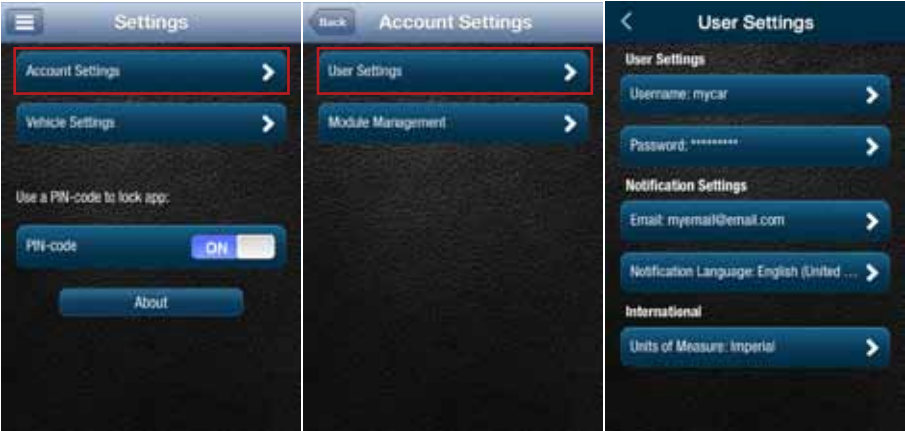 Settings
Account Settings
Vehicle Settings
Use a PIN-code to lock app:
PIN-code
ON
About
Back
Account Settings
User Settings
Module Management
User Settings
User Settings
Username: mycar
Password: *********
Notification Settings
Email: myemail@email.com
Notification Language: English (United ...
International
Units of Measure: Imperial